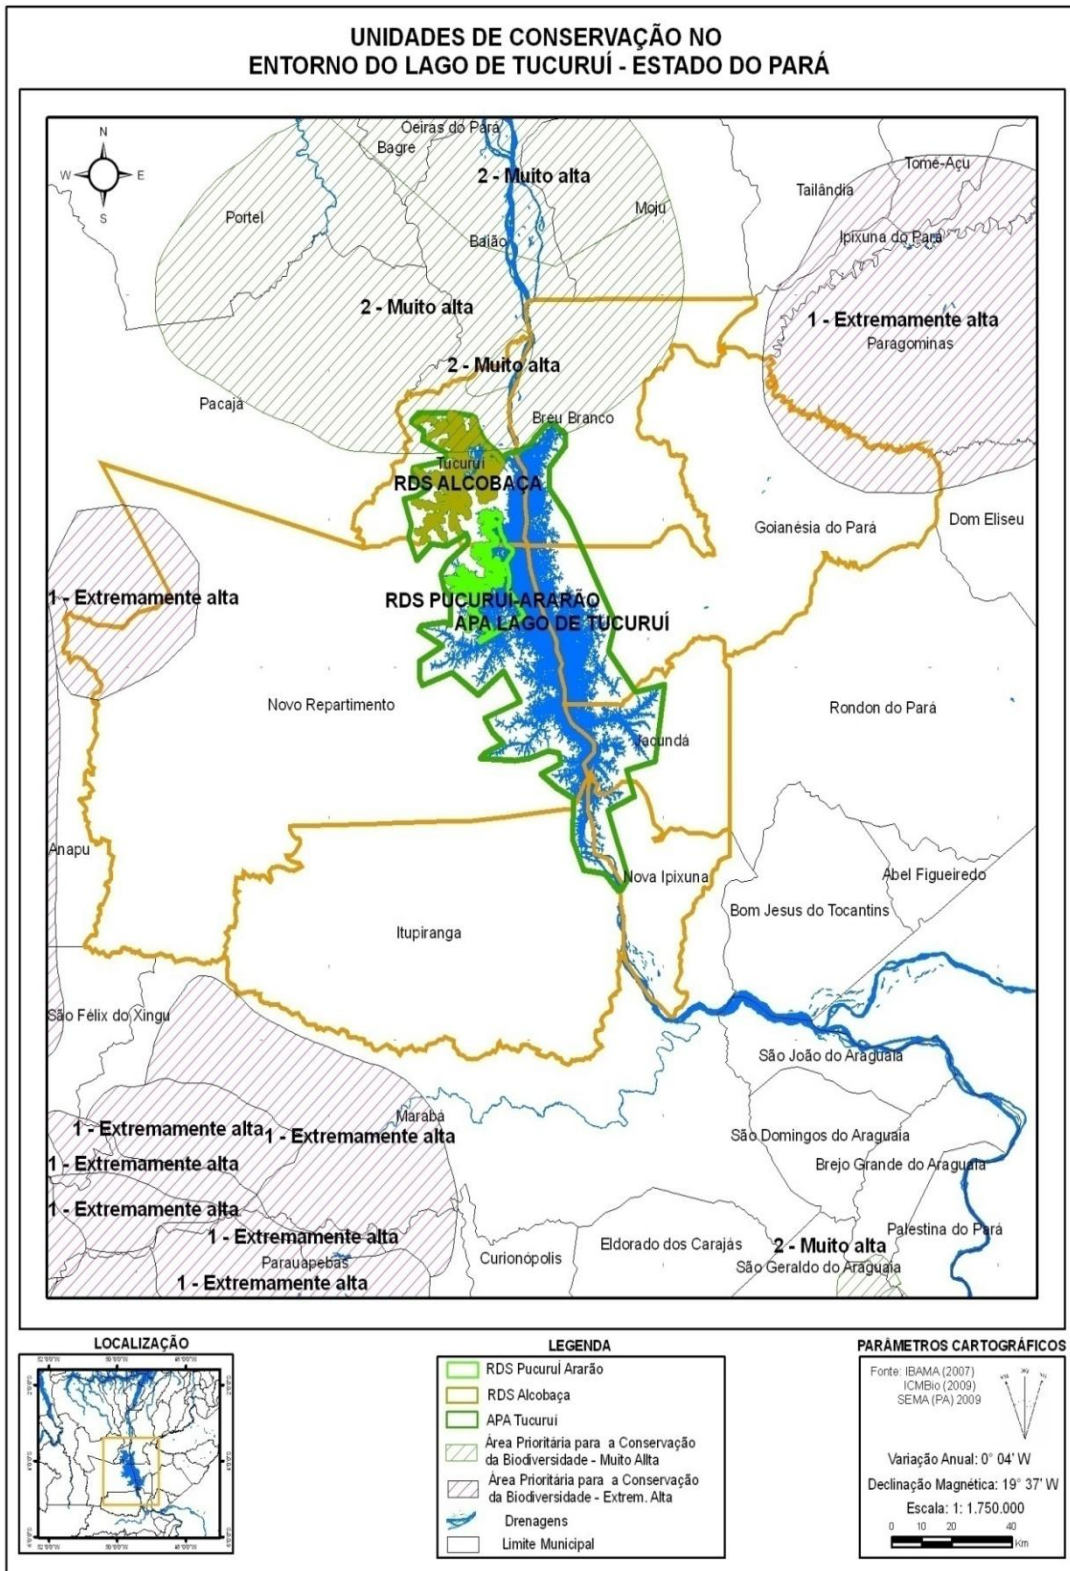 UNIDADES DE CONSERVAÇÃO NO
ENTORNO DO LAGO DE TUCURUÍ - ESTADO DO PARÁ
N
W
E
S
Oeiras do Pará
Bagre
2 - Muito alta
Portel
Moju
Baião
Tomé-Açu
Tailândia
Ipixuna do Pará
2 - Muito alta
1 - Extremamente alta
Paragominas
2 - Muito alta
Pacajá
Breu Branco
Tucuruí
RDS ALCOBAÇA
Goianésia do Pará
Dom Eliseu
1 - Extremamente alta
RDS PUCURUÍ-ARARÃO
APA LAGO DE TUCURUÍ
Novo Repartimento
Rondon do Pará
Jacundá
Anapu
Nova Ipixuna
Abel Figueiredo
Bom Jesus do Tocantins
Itupiranga
São Félix do Xingu
São João do Araguaia
Marabá
1 - Extremamente alta
1 - Extremamente alta
São Domingos do Araguaia
1 - Extremamente alta
Brejo Grande do Araguaia
1 - Extremamente alta
Palestina do Pará
1 - Extremamente alta
Eldorado dos Carajás
2 - Muito alta
Parauapebas
Curionópolis
São Geraldo do Araguaia
1 - Extremamente alta
LOCALIZAÇÃO
LEGENDA
RDS Pucuruí Ararão
RDS Alcobaça
APA Tucuruí
Área Prioritária para a Conservação
da Biodiversidade - Muito Allta
Área Prioritária para a Conservação
da Biodiversidade - Extrem. Alta
Drenagens
Limite Municipal
PARÂMETROS CARTOGRÁFICOS
Fonte: IBAMA (2007)
ICMBio (2009)
SEMA (PA) 2009
Variação Anual: 0° 04' W
Declinação Magnética: 19° 37' W
Escala: 1: 1.750.000
0 10 20 40
Km